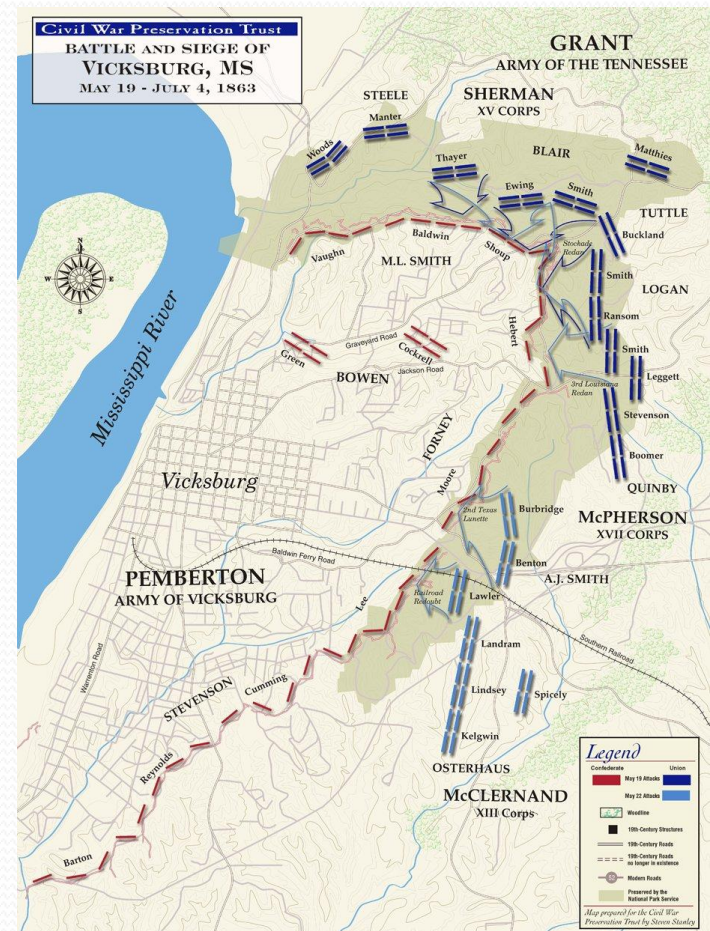 Civil War Preservation Trust
BATTLE AND SIEGE OF
VICKSBURG, MS
MAY 19 - JULY 4, 1863
GRANT
ARMY OF THE TENNESSEE
STEELE
SHERMAN
XV CORPS
Manter
Woods
Thayer
BLAIR
Matthies
Ewing
Smith
TUTTLE
Buckland
Vaughn
Baldwin
Shoup
Stockade
Redan
M.L. SMITH
Smith
LOGAN
N
W
E
S
Ransom
Hebert
Green
Graveyard Road
Cockrell
Jackson Road
Smith
BOWEN
Leggett
3rd Louisiana
Redan
Mississippi River
Stevenson
FORNEY
Boomer
Vicksburg
Moore
QUINBY
2nd Texas
Lunette
Burbridge
McPHERSON
XVII CORPS
Baldwin Ferry Road
Benton
A.J. SMITH
PEMBERTON
ARMY OF VICKSBURG
Lee
Railroad
Redoubt
Lawler
Southern Railroad
Landram
Warrenton Road
STEVENSON
Cumming
Lindsey
Spicely
Reynolds
Kelgwin
OSTERHAUS
McCLERNAND
XIII Corps
Barton
Legend
Confederate
Union
May 19 Attacks
May 22 Attacks
Woodline
19th-Century Structures
19th-Century Roads
19th-Century Roads
no longer in existence
Modern Roads
Preserved by the
National Park Service
Map prepared for the Civil War
Preservation Trust by Steven Stanley